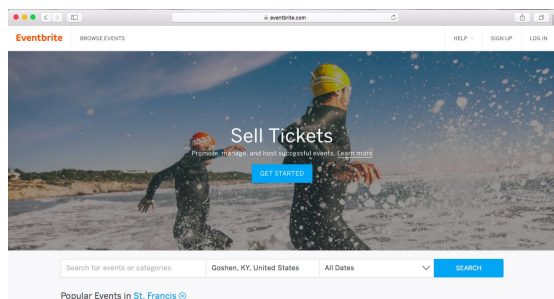 eventbrite.com
Eventbrite BROWSE EVENTS HELP SIGN UP LOG IN
Sell Tickets
Promote, manage, and host successful events. Learn more
GET STARTED
Search for events or categories Goshen, KY, United States All Dates SEARCH
Popular Events in St. Francis